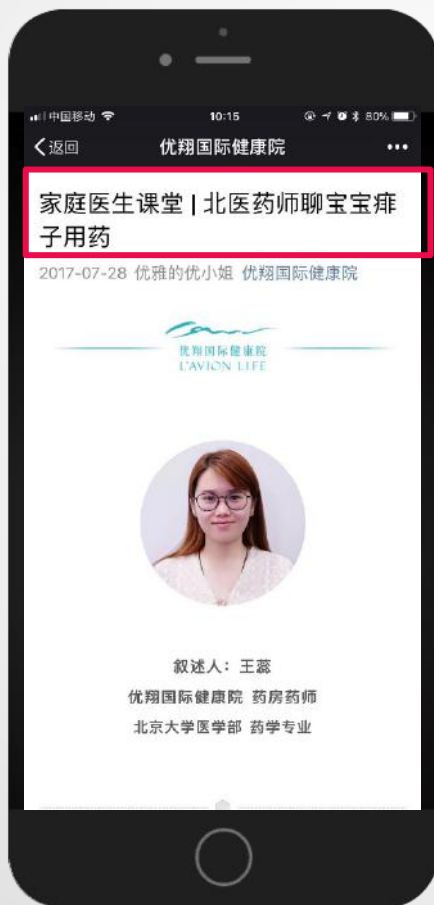 中国移动 10:15 80%
返回 优翔国际健康院
家庭医生课堂 | 北医药师聊宝宝痱
子用药
2017-07-28 优雅的优小姐 优翔国际健康院
优翔国际健康院
L'AVION LIFE
叙述人：王蕊
优翔国际健康院 药房药师
北京大学医学部 药学专业